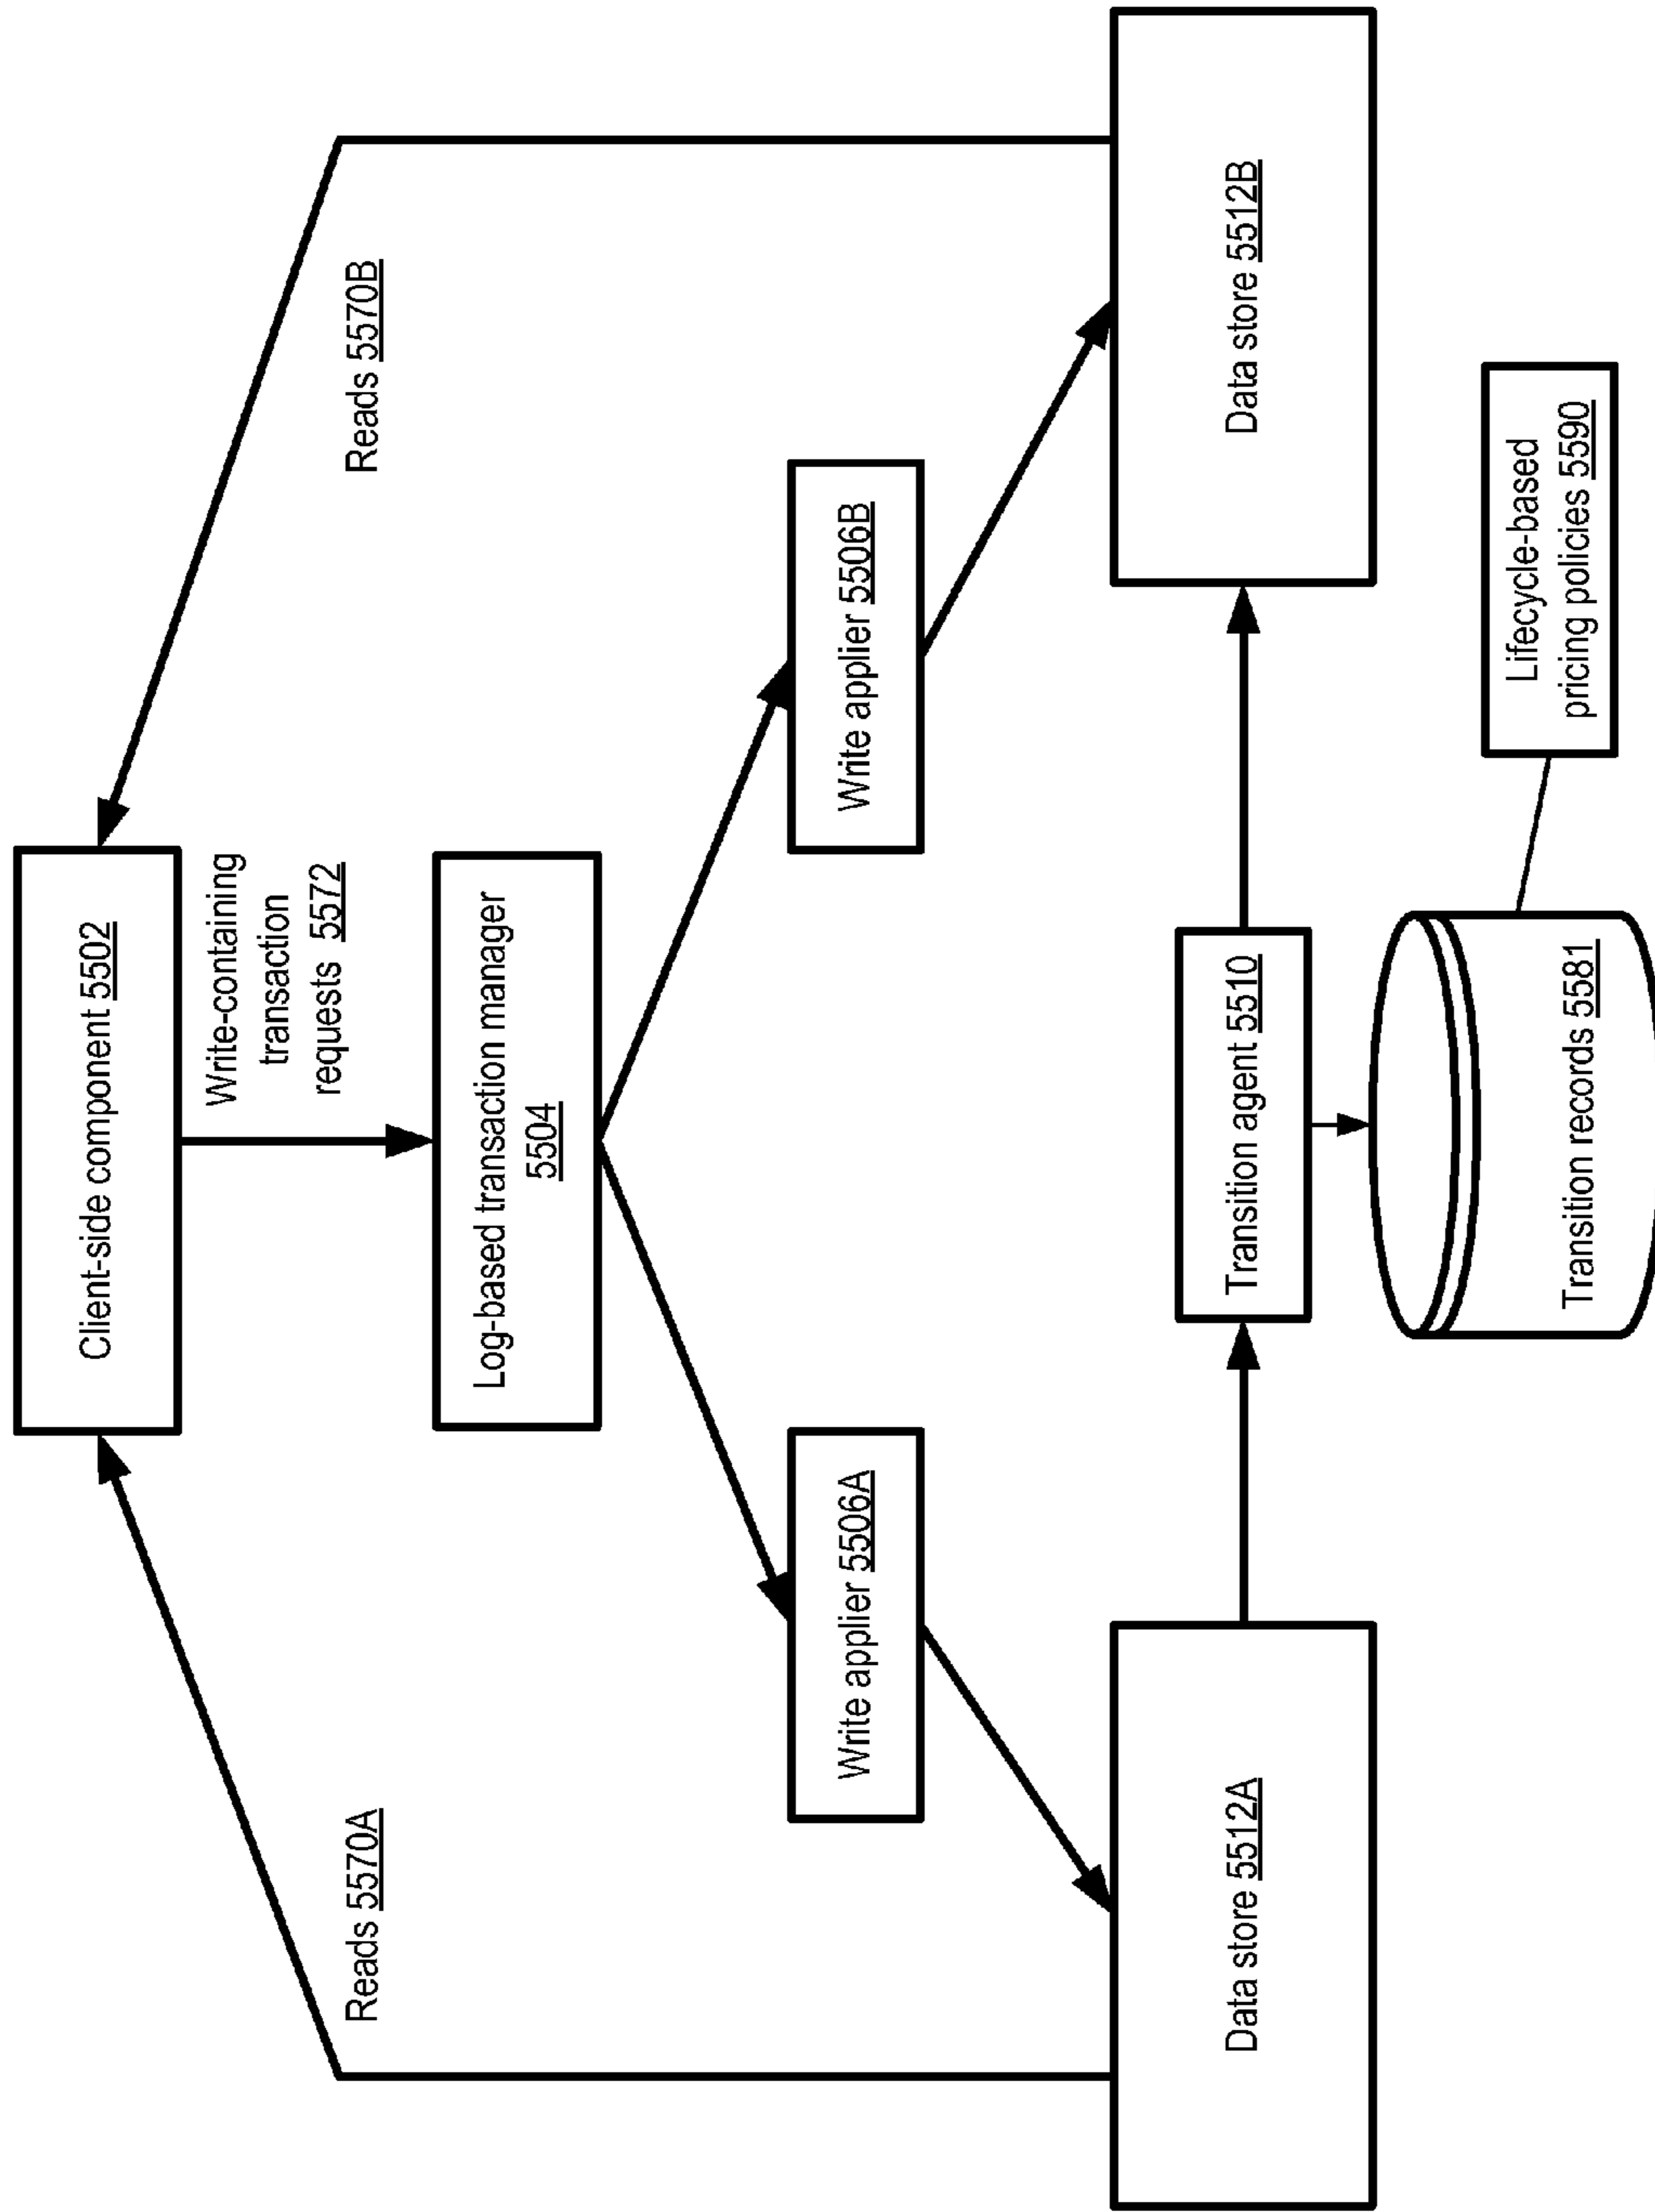 Client-side component 5502
Write-containing
transaction
requests 5572
Reads 5570A
Reads 5570B
Log-based transaction manager
5504
Write applier 5506A
Write applier 5506B
Data store 5512A
Transition agent 5510
Data store 5512B
Transition records 5581
Lifecycle-based
pricing policies 5590